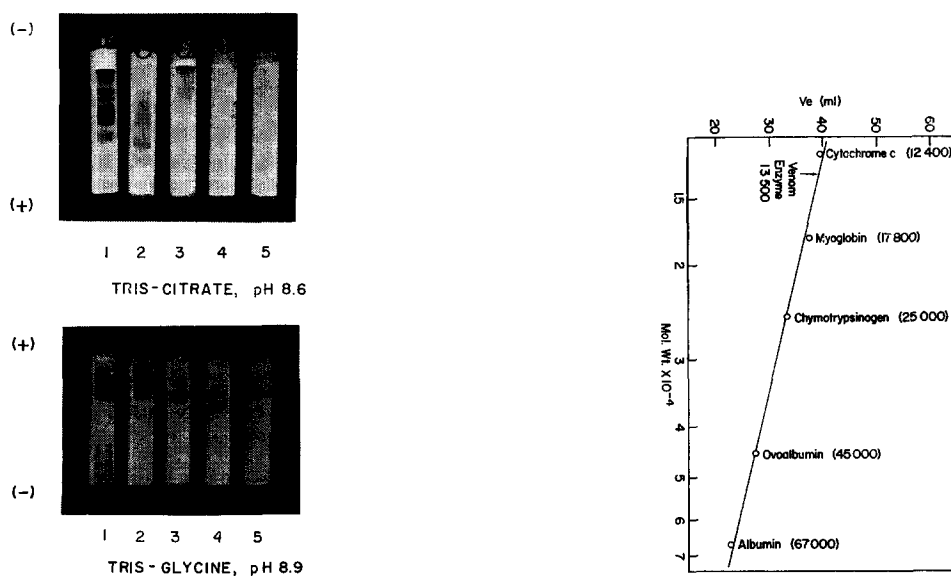 (-)
(+)
1 2 3 4 5
TRIS-CITRATE, pH 8.6
(+)
(-)
1 2 3 4 5
TRIS-GLYCINE, pH 8.9
Ve (ml)
20 30 40 50 60
Cytochrome c (12 400)
Venom
Enzyme
13 500
1.5
Myoglobin (17 800)
2
Chymotrypsinogen (25 000)
3
Mol. Wt. X 10⁻⁴
4
Ovoalbumin (45 000)
5
6
Albumin (67 000)
7